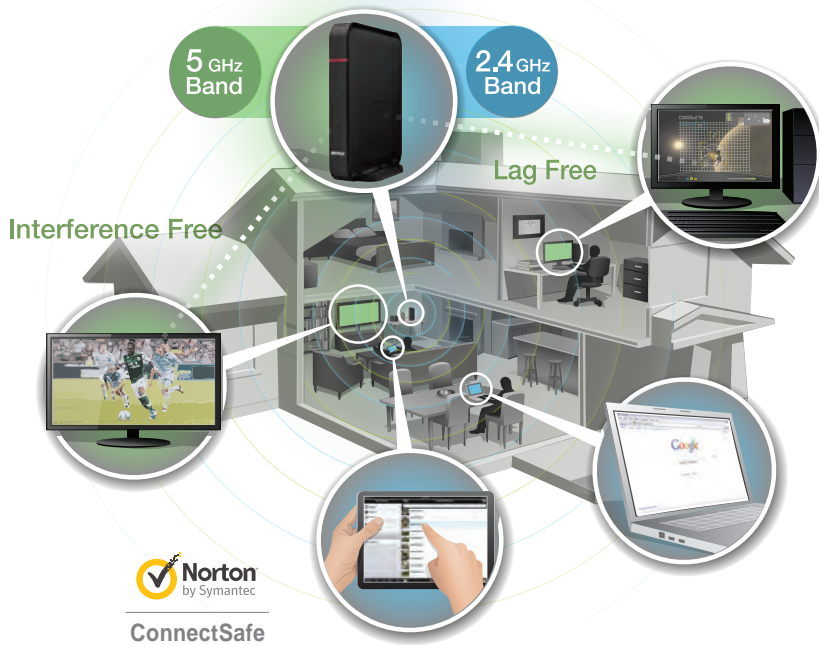 5 GHz
Band
2.4 GHz
Band
Lag Free
Interference Free
Google
Norton
by Symantec
ConnectSafe